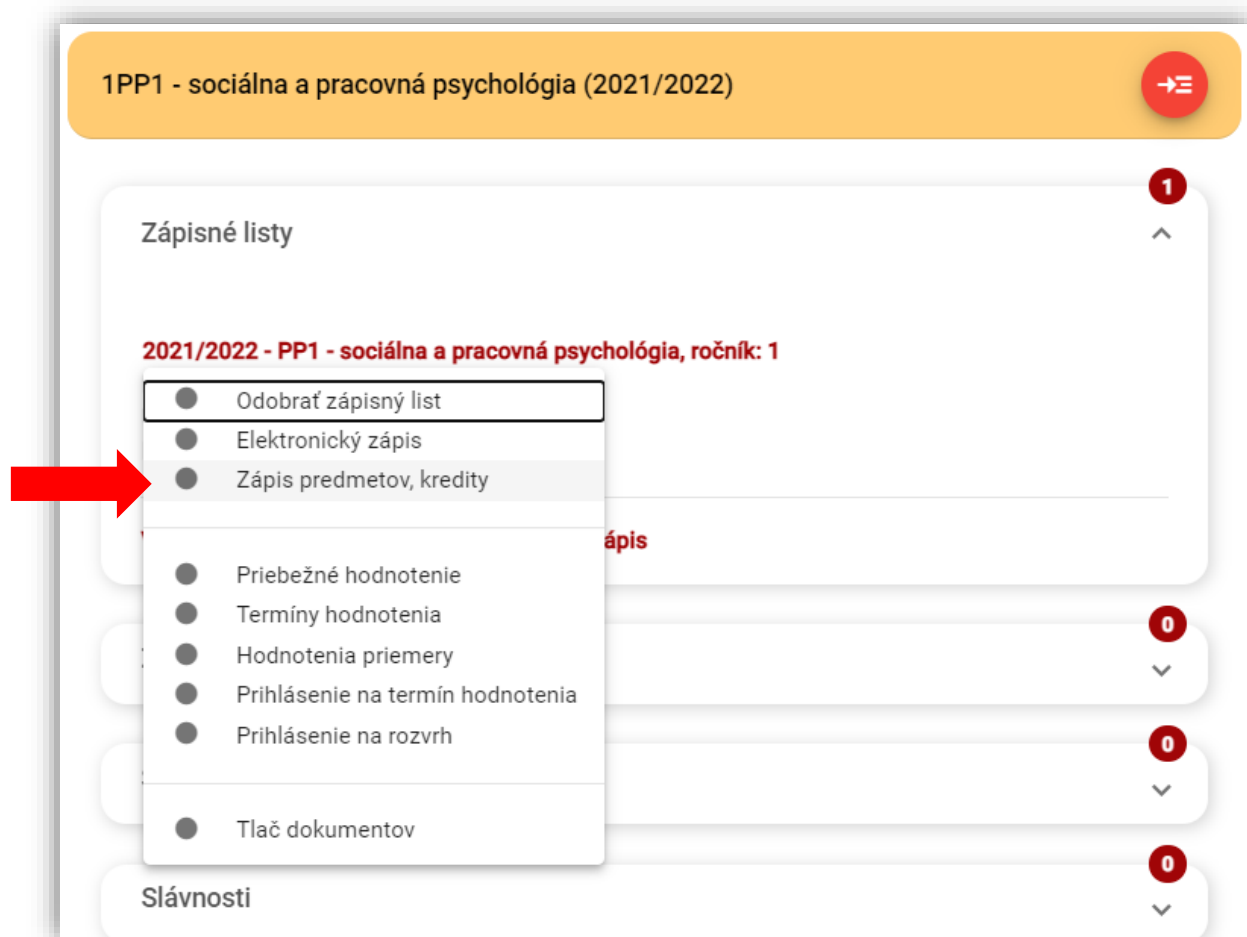 1PP1 - sociálna a pracovná psychológia (2021/2022)
1
Zápisné listy
2021/2022 - PP1 - sociálna a pracovná psychológia, ročník: 1
Odobrať zápisný list
Elektronický zápis
Zápis predmetov, kredity
Priebežné hodnotenie
Termíny hodnotenia
0
Hodnotenia priemery
Prihlásenie na termín hodnotenia
Prihlásenie na rozvrh
0
Tlač dokumentov
0
Slávnosti